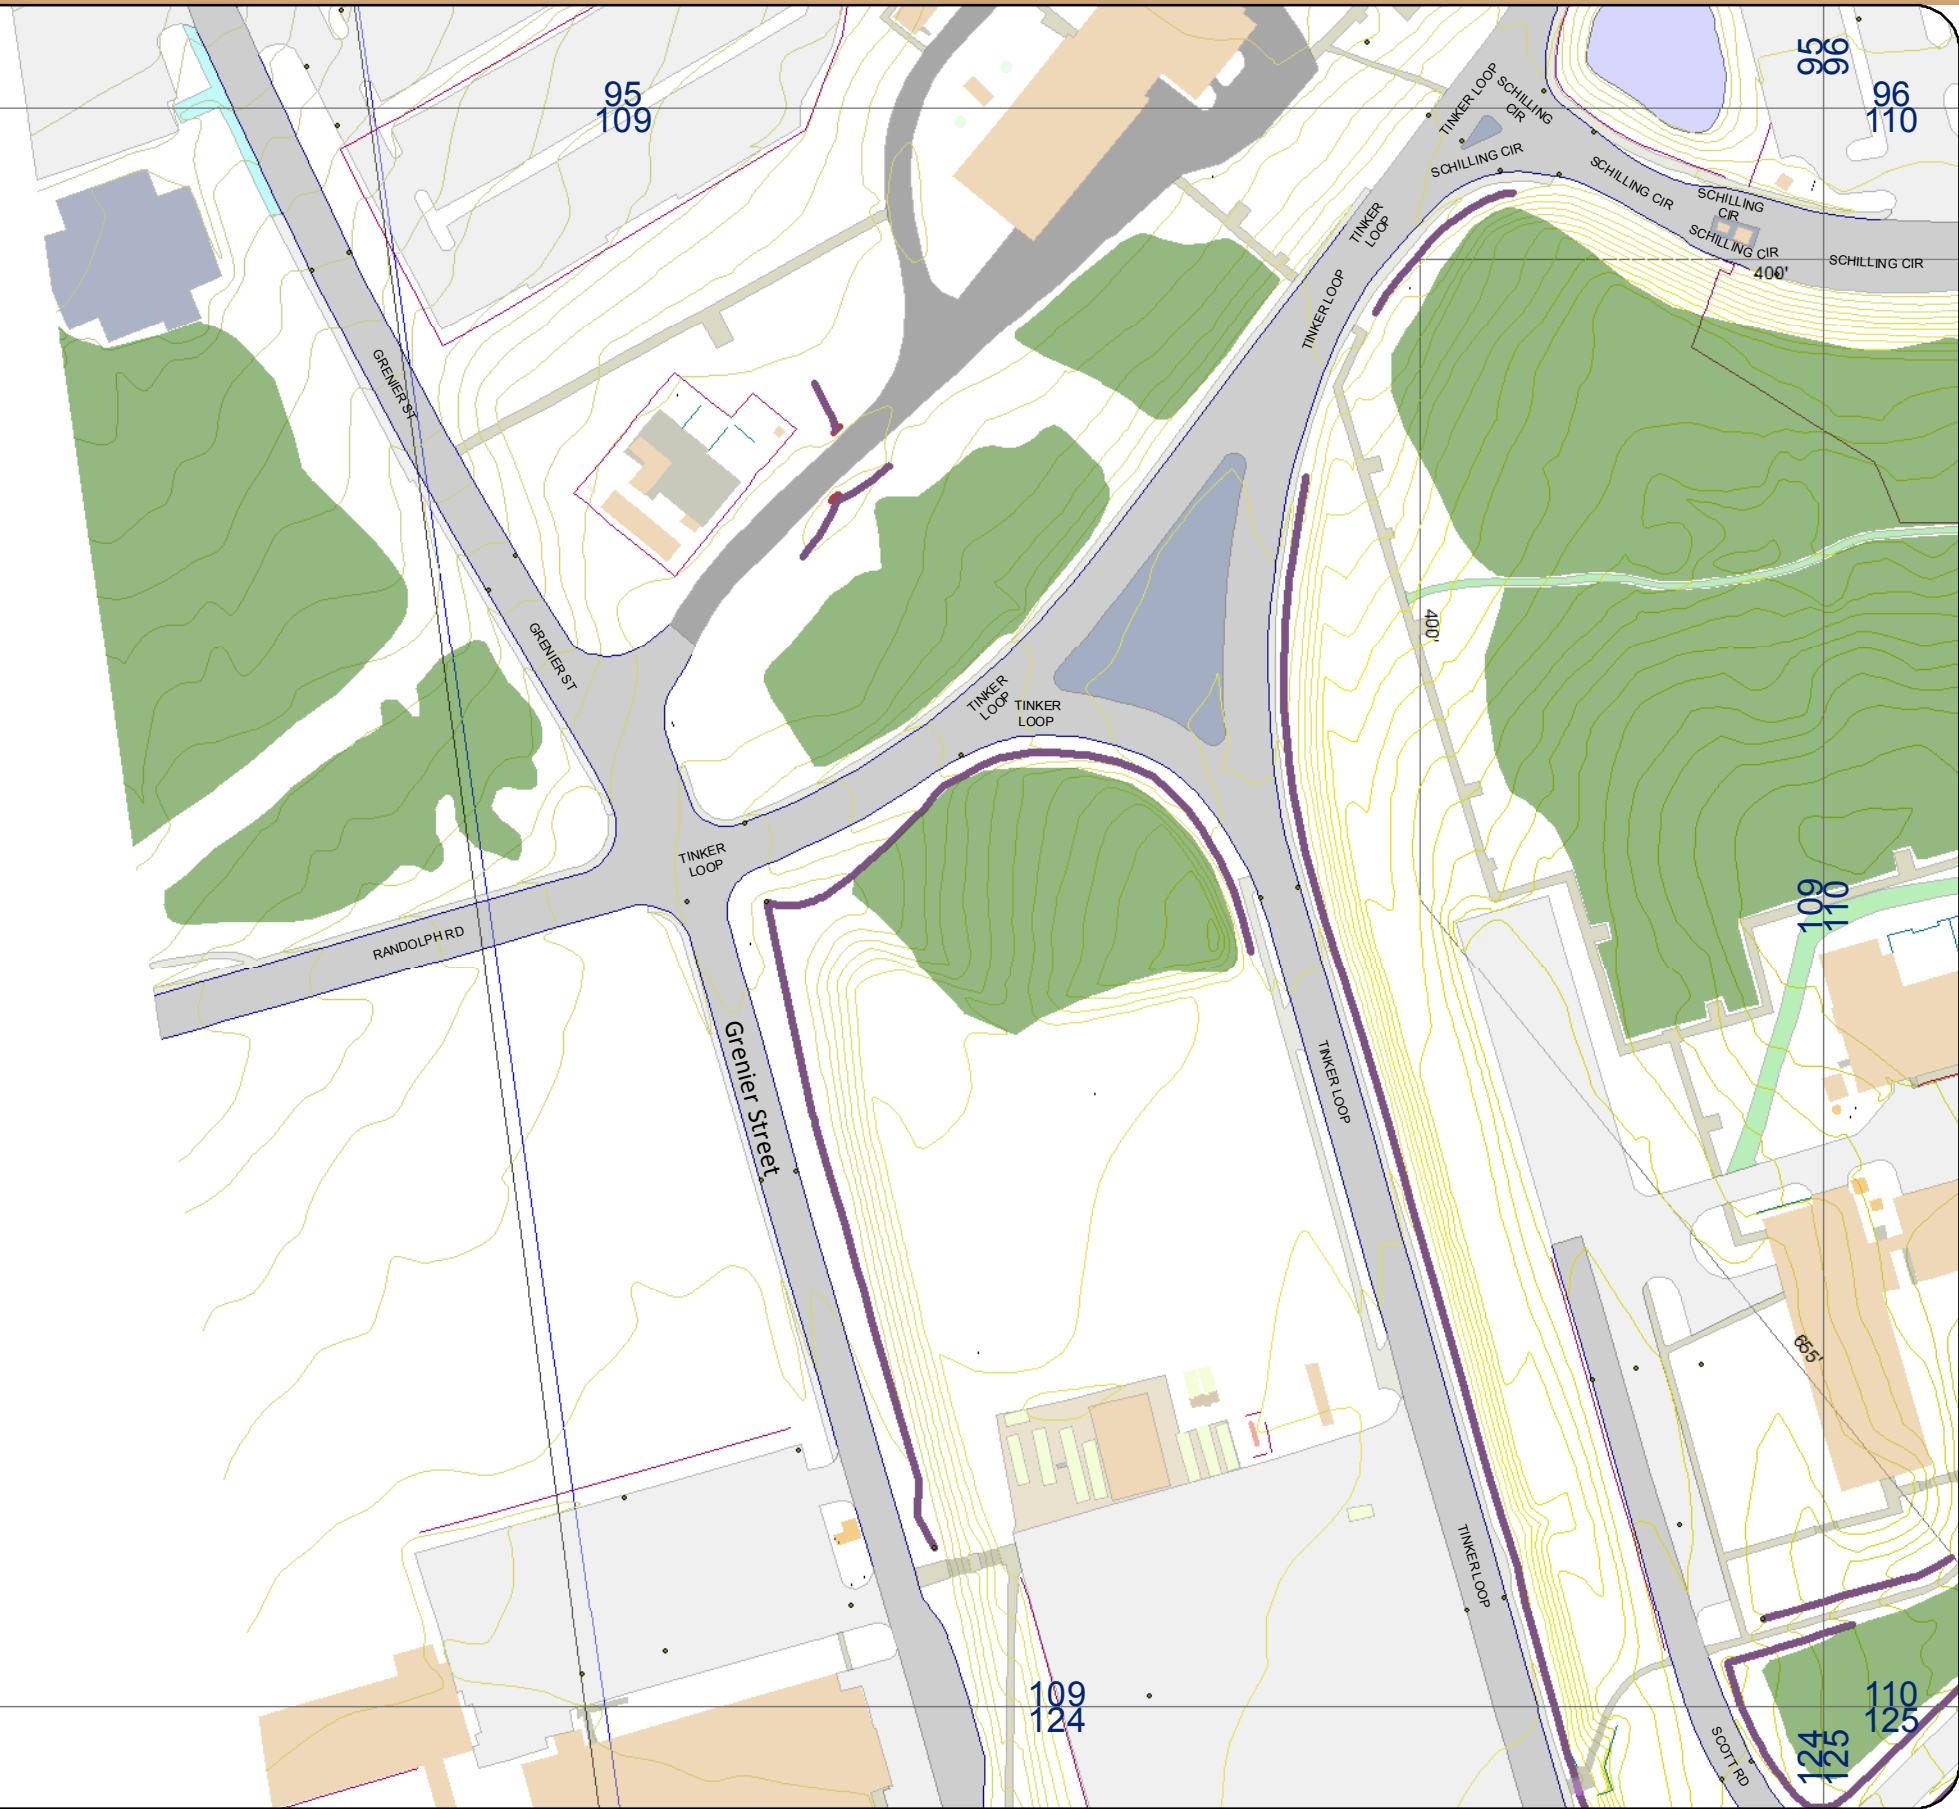 95
109
95
96
96
110
TINKER LOOP
SCHILLING
CIR
SCHILLING CIR
SCHILLING CIR
SCHILLING
CIR
SCHILLING CIR
SCHILLING CIR
400'
TINKER
LOOP
TINKER LOOP
GRENIER ST
GRENIER ST
400'
TINKER
LOOP
TINKER
LOOP
TINKER
LOOP
RANDOLPH RD
109
110
Grenier Street
TINKER LOOP
655'
TINKER LOOP
109
124
110
125
124
125
SCOTT RD